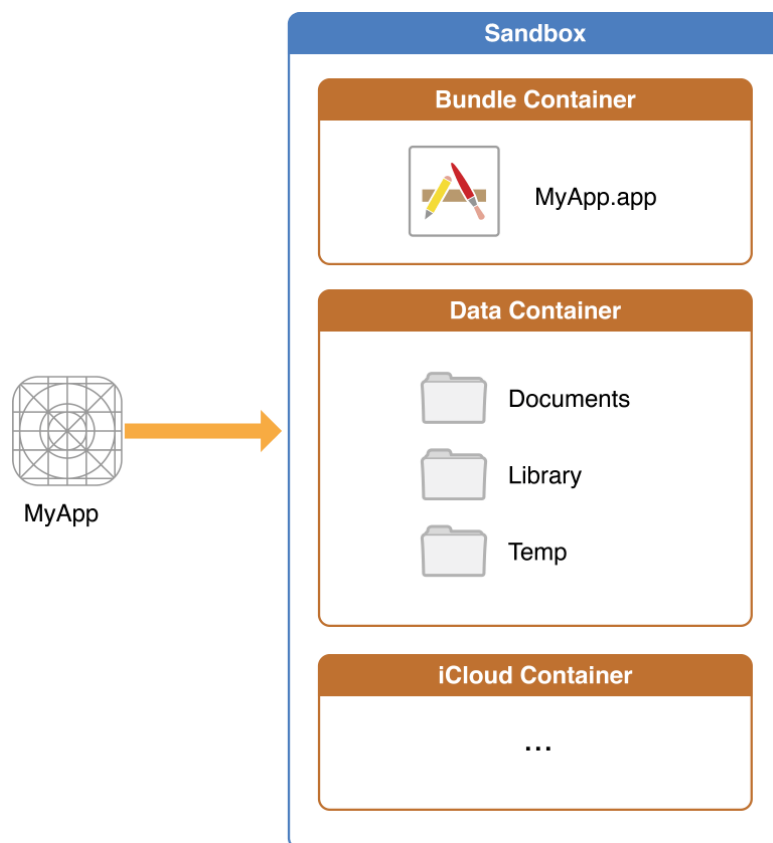 Sandbox
Bundle Container
MyApp.app
Data Container
Documents
Library
Temp
MyApp
iCloud Container
...